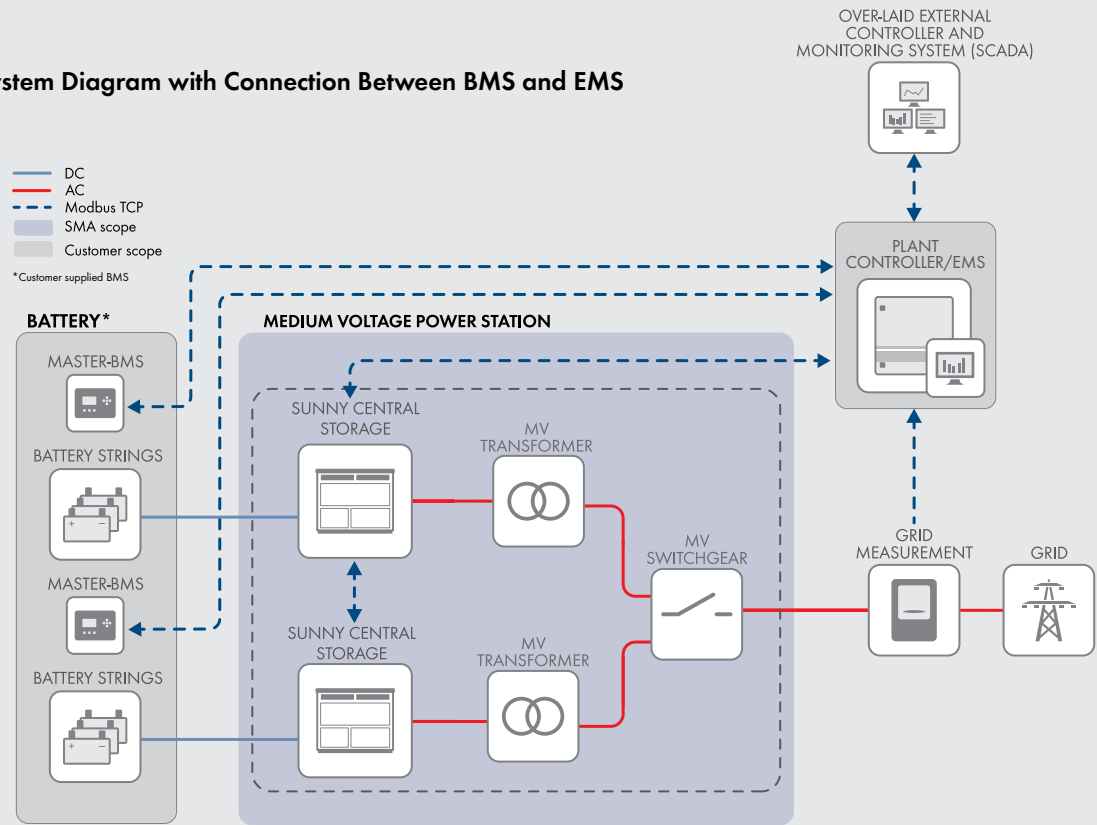 OVER-LAID EXTERNAL
CONTROLLER AND
MONITORING SYSTEM (SCADA)
ystem Diagram with Connection Between BMS and EMS
DC
AC
Modbus TCP
SMA scope
Customer scope
*Customer supplied BMS
PLANT
CONTROLLER/EMS
BATTERY*
MEDIUM VOLTAGE POWER STATION
MASTER-BMS
SUNNY CENTRAL
STORAGE
MV
TRANSFORMER
BATTERY STRINGS
MV
SWITCHGEAR
GRID
MEASUREMENT
GRID
MASTER-BMS
SUNNY CENTRAL
STORAGE
MV
TRANSFORMER
BATTERY STRINGS